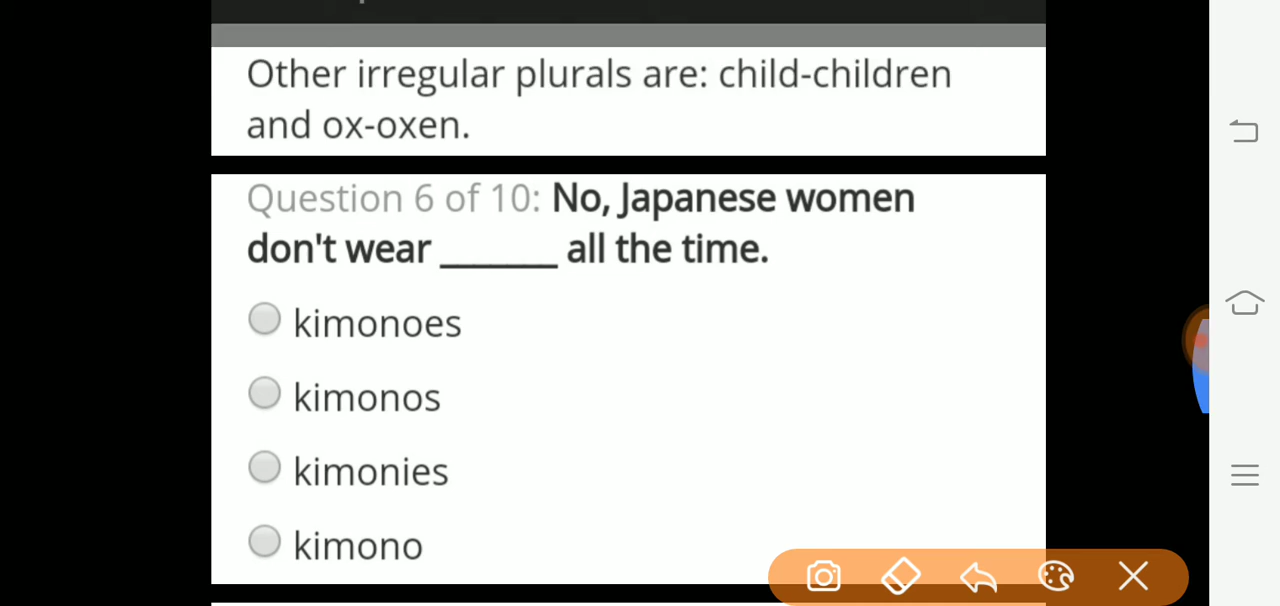 Other irregular plurals are: child-children
and ox-oxen.
Question 6 of 10: No, Japanese women
don't wear _______ all the time.
kimonoes
kimonos
kimonies
kimono